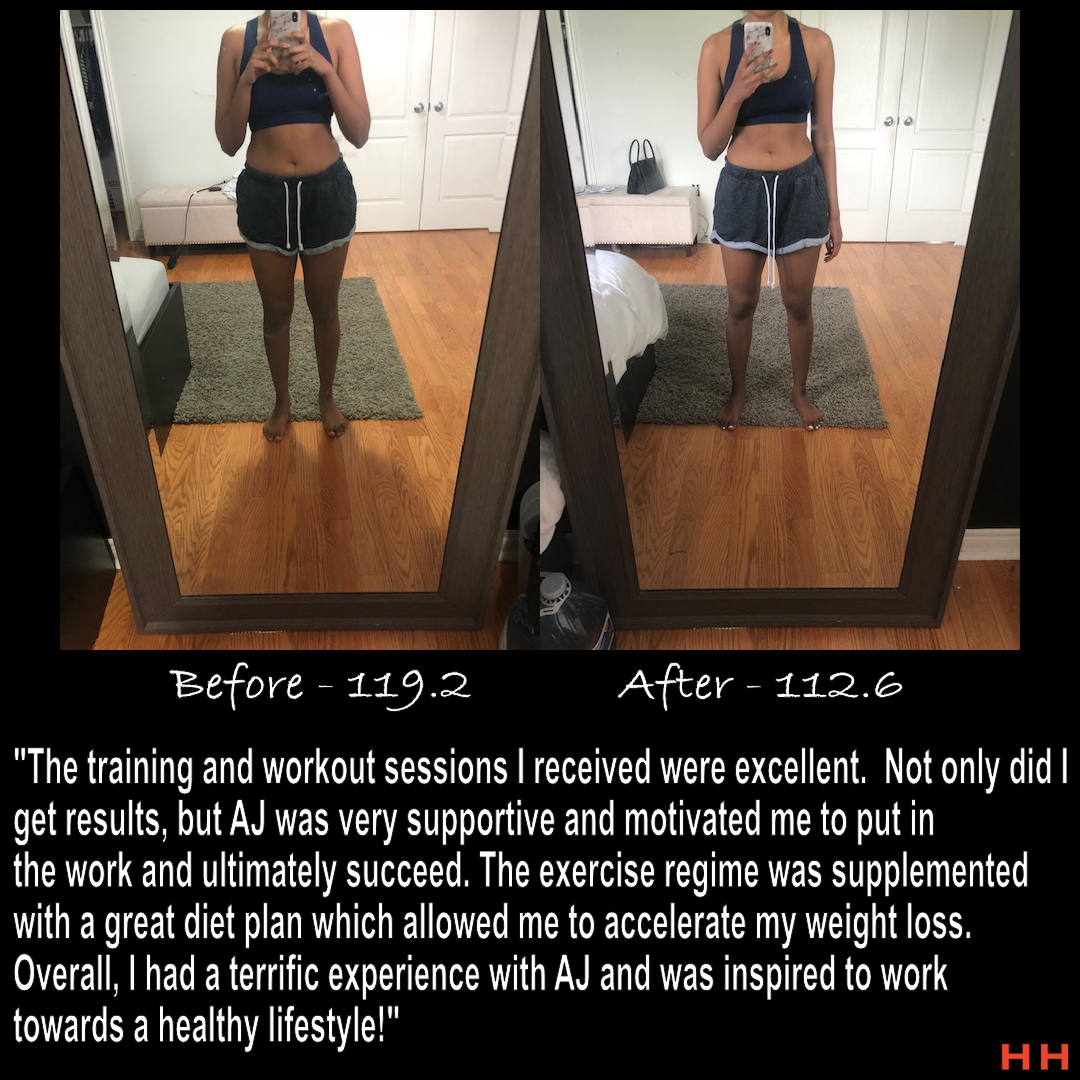 Before - 119.2
After - 112.6
"The training and workout sessions I received were excellent.  Not only did I
get results, but AJ was very supportive and motivated me to put in
the work and ultimately succeed. The exercise regime was supplemented
with a great diet plan which allowed me to accelerate my weight loss.
Overall, I had a terrific experience with AJ and was inspired to work
towards a healthy lifestyle!"
HH